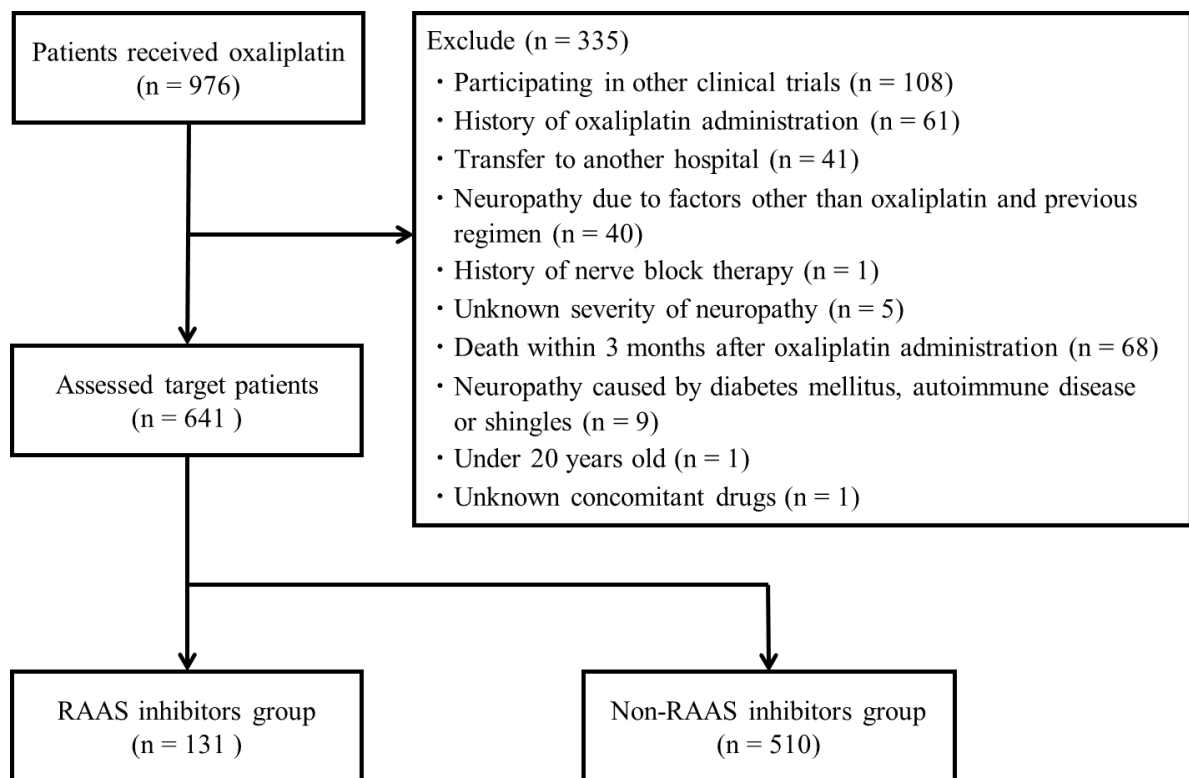 Patients received oxaliplatin
(n = 976)
Exclude (n = 335)
・Participating in other clinical trials (n = 108)
・History of oxaliplatin administration (n = 61)
・Transfer to another hospital (n = 41)
・Neuropathy due to factors other than oxaliplatin and previous
regimen (n = 40)
・History of nerve block therapy (n = 1)
・Unknown severity of neuropathy (n = 5)
・Death within 3 months after oxaliplatin administration (n = 68)
・Neuropathy caused by diabetes mellitus, autoimmune disease
or shingles (n = 9)
・Under 20 years old (n = 1)
・Unknown concomitant drugs (n = 1)
Assessed target patients
(n = 641 )
RAAS inhibitors group
(n = 131 )
Non-RAAS inhibitors group
(n = 510)